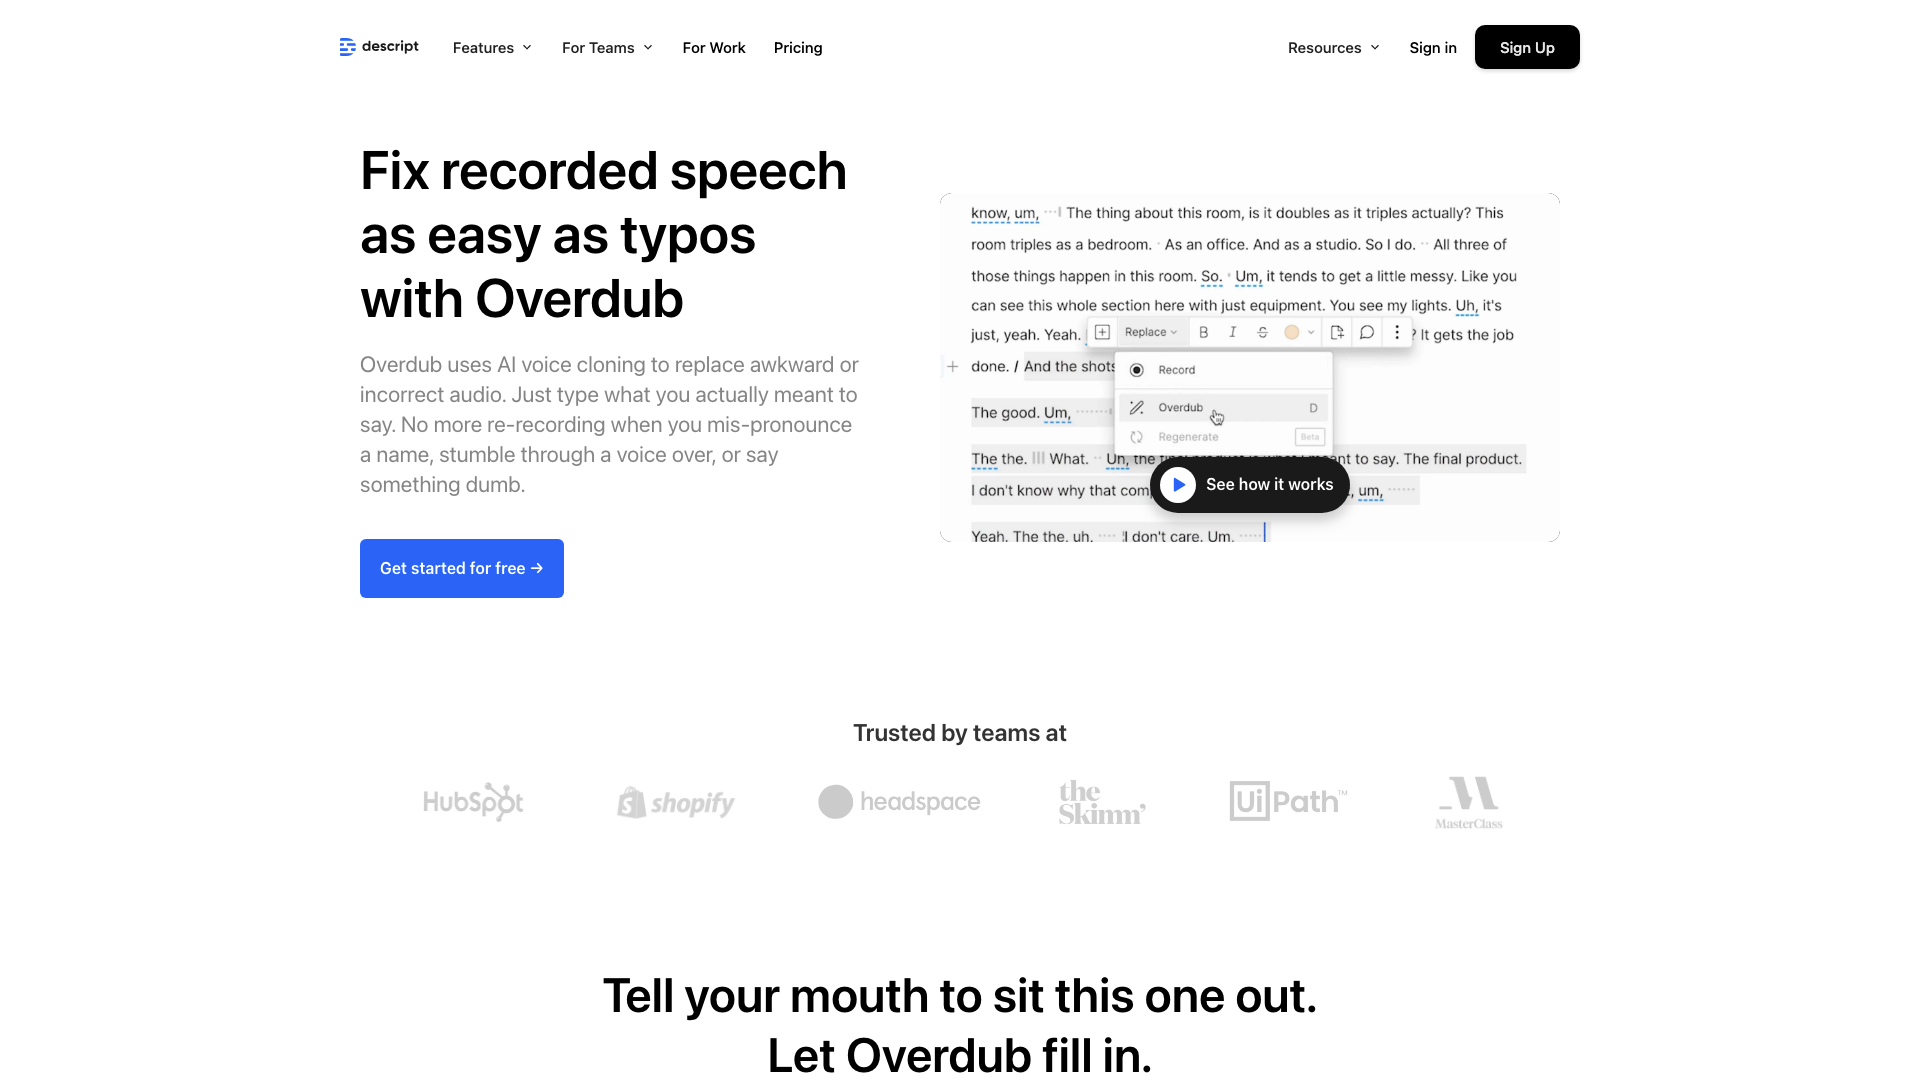 descript
Features
For Teams
For Work
Pricing
Resources
Sign in
Sign Up
Fix recorded speech
as easy as typos
with Overdub
Overdub uses AI voice cloning to replace awkward or
incorrect audio. Just type what you actually meant to
say. No more re-recording when you mis-pronounce
a name, stumble through a voice over, or say
something dumb.
Get started for free →
know, um, The thing about this room, is it doubles as it triples actually? This
room triples as a bedroom. As an office. And as a studio. So I do. All three of
those things happen in this room. So. Um, it tends to get a little messy. Like you
can see this whole section here with just equipment. You see my lights. Uh, it's
just, yeah. Yeah. ? It gets the job
Replace B I S
done. / And the shots
Record
Overdub D
The good. Um,
Regenerate Beta
The the. What. Uh, the to say. The final product.
I don't know why that um,
See how it works
Yeah. The the, uh. I don't care. Um,
Trusted by teams at
HubSpot
shopify
headspace
the
Skimm'
UiPath™
MasterClass
Tell your mouth to sit this one out.
Let Overdub fill in.